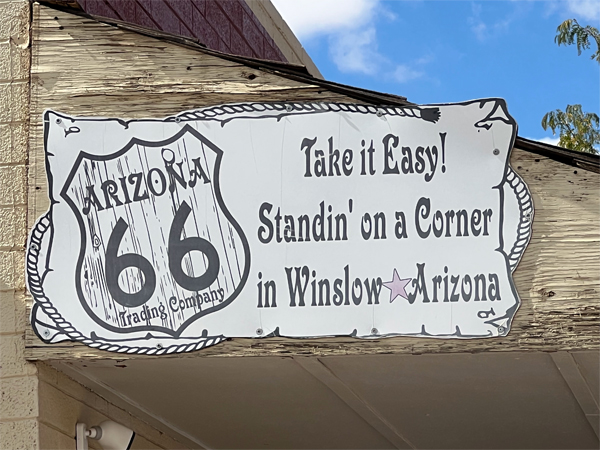 ARIZONA
66
Trading Company
Take it Easy!
Standin' on a Corner
in Winslow Arizona